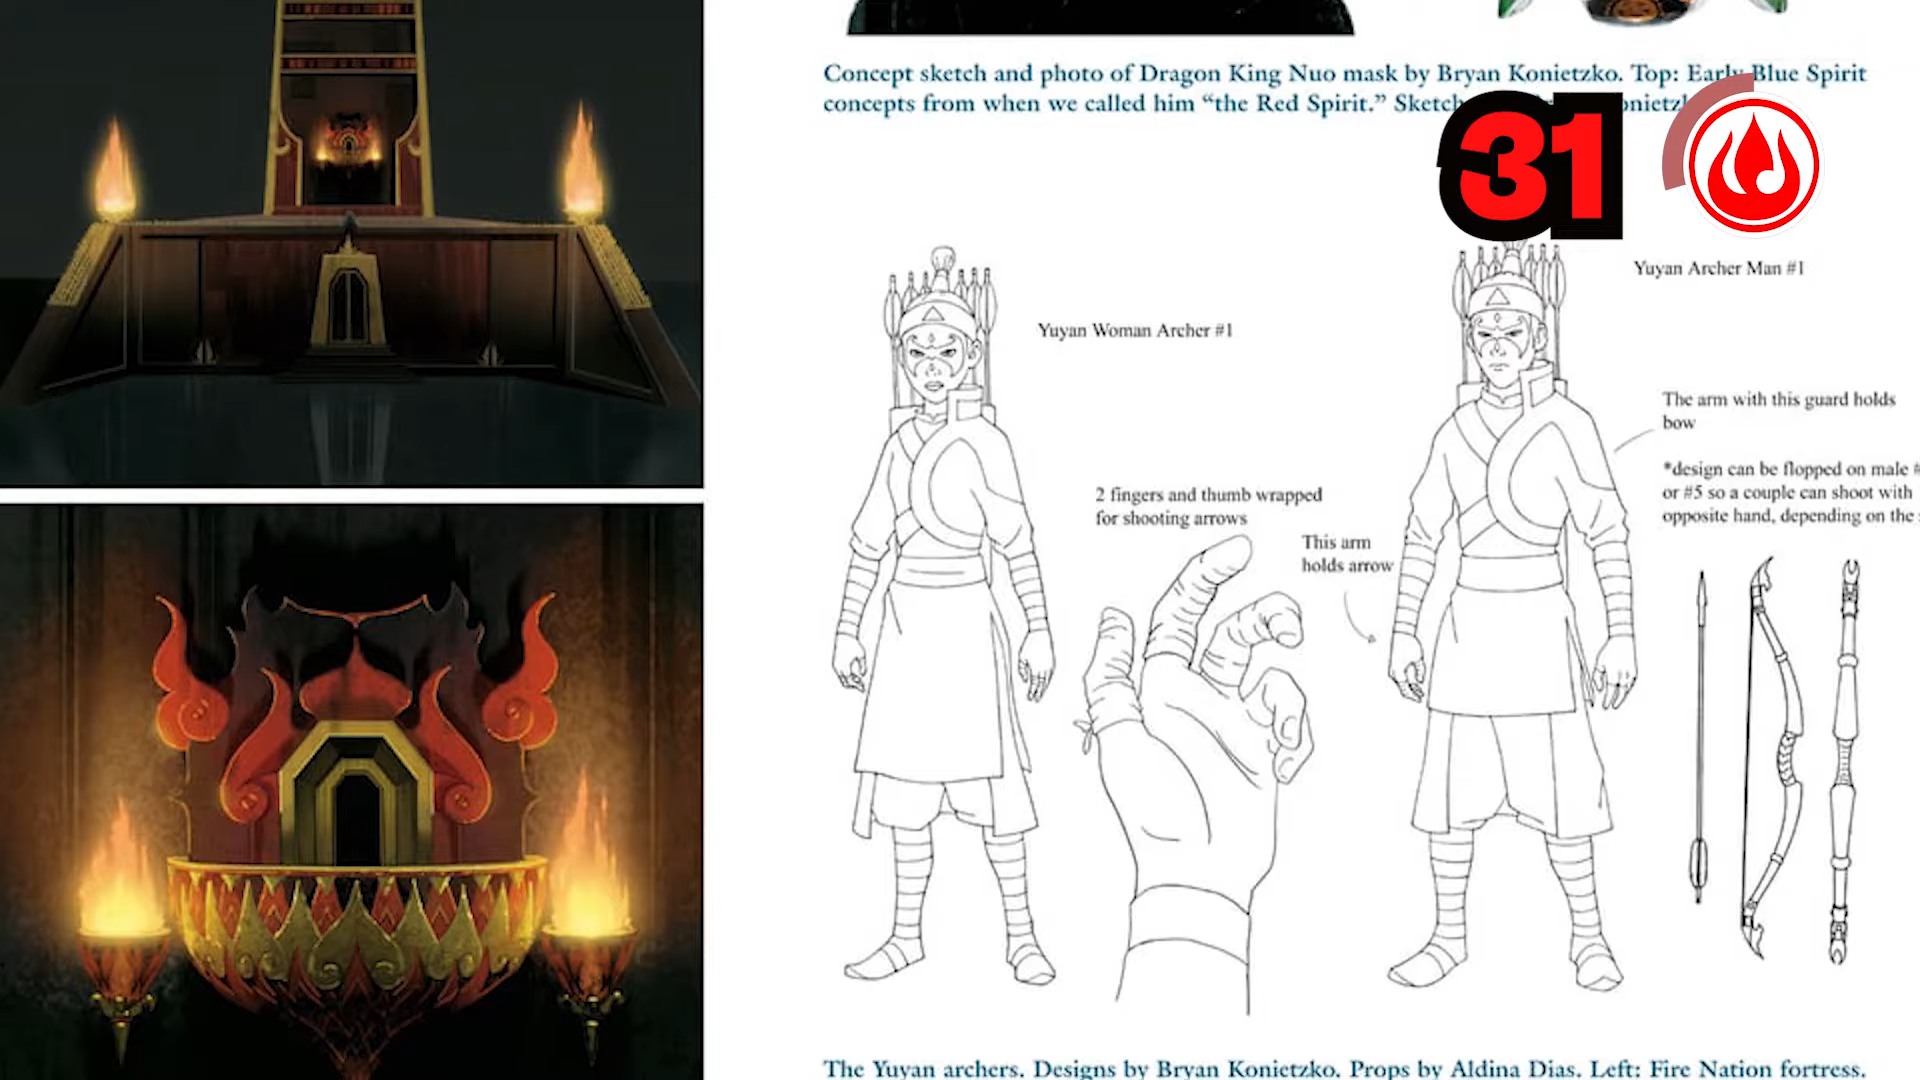 Concept sketch and photo of Dragon King Nuo mask by Bryan Konietzko. Top: Early Blue Spirit
concepts from when we called him “the Red Spirit.” Sketch
31
Yuyan Archer Man #1
Yuyan Woman Archer #1
The arm with this guard holds
bow
*design can be flopped on male
or #5 so a couple can shoot with
opposite hand, depending on the
2 fingers and thumb wrapped
for shooting arrows
This arm
holds arrow
The Yuyan archers. Designs by Bryan Konietzko. Props by Aldina Dias. Left: Fire Nation fortress.